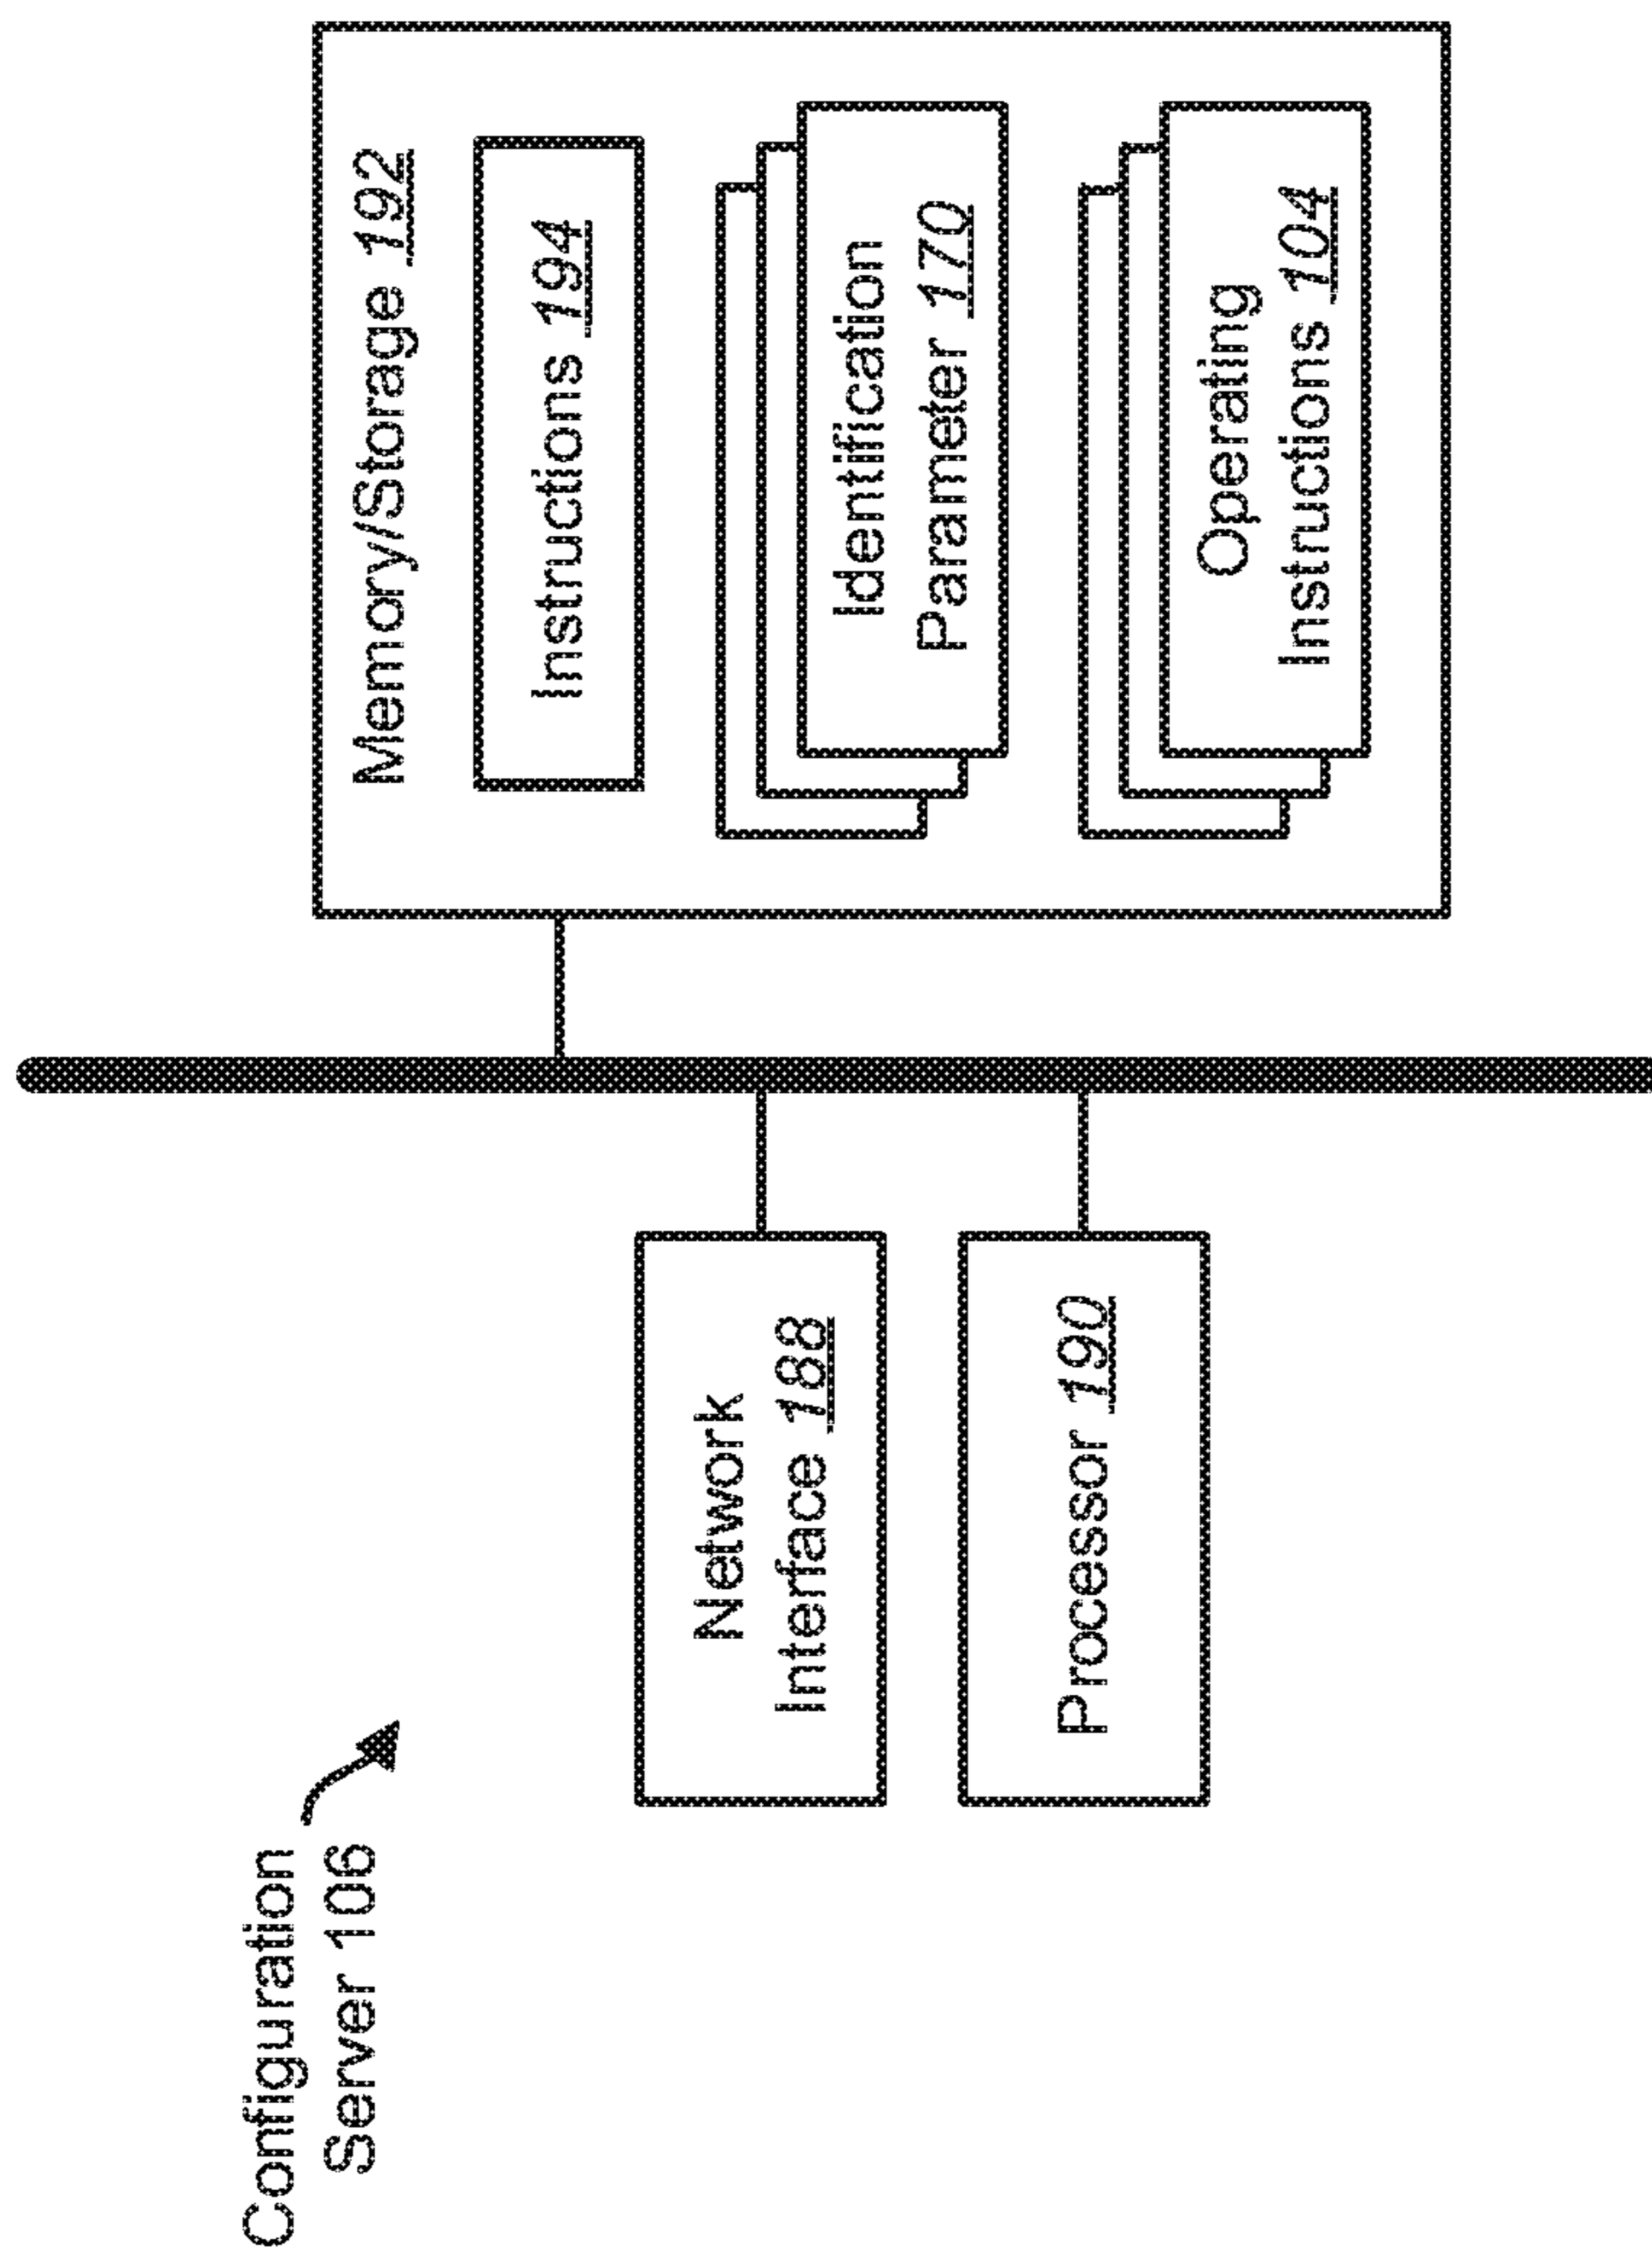 Configuration
Server 106
Network
Interface 188
Processor 190
Memory/Storage 192
Instructions 194
Identification
Parameter 170
Operating
Instructions 104